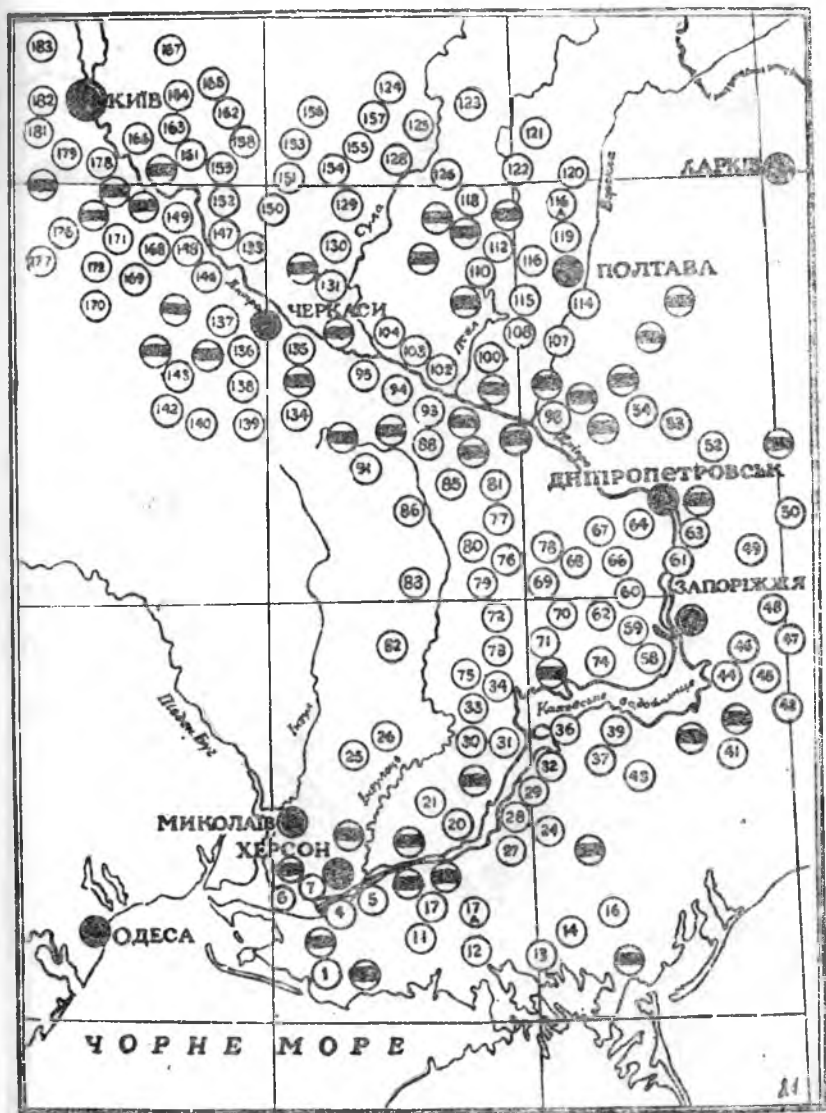 183 167
КИЇВ 164 165 124
182 162 156 157 123
181 166 163 158 153 155 125 121
179 178 161 159 154 128 122 120 ХАРКІВ
151 126
152 150 129 118 116А
176 149 147 133 130 Сула 112 119
177 171 168 148 110 116 ПОЛТАВА
172 169 146 131 115 114
170 Дніпро ЧЕРКАСИ
137 104 108 107
136 135 103 102 100
143 138 95 94 93 98 54 53
142 140 139 134 88 52
91 85 81 ДНІПРОПЕТРОВСЬК
86 77 67 64 63 50
80 76 78 68 66 61 49
83 79 69 60 ЗАПОРІЖЖЯ
72 70 62 59 48
82 73 71 74 58 45 47
75 34 44 46
33 Каховське водоймище 42
26 30 31 36 39
25 32 37 43 41
Інгул
Інгулець
21 29
МИКОЛАЇВ 20 28 24
ХЕРСОН 27
6 7 4 5 17 17А 16
ОДЕСА 11 14
12 13
1
ЧОРНЕ МОРЕ
81